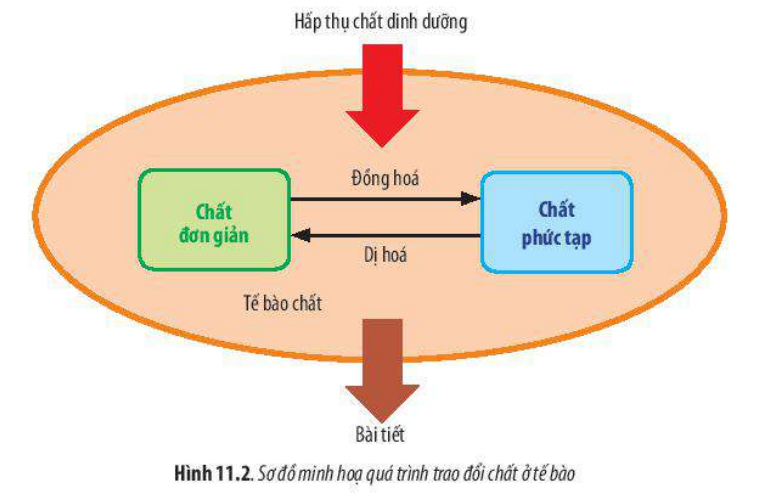 Hấp thụ chất dinh dưỡng
Đồng hoá
Chất
đơn giản
Chất
phức tạp
Dị hoá
Tế bào chất
Bài tiết
Hình 11.2. Sơ đồ minh hoạ quá trình trao đổi chất ở tế bào